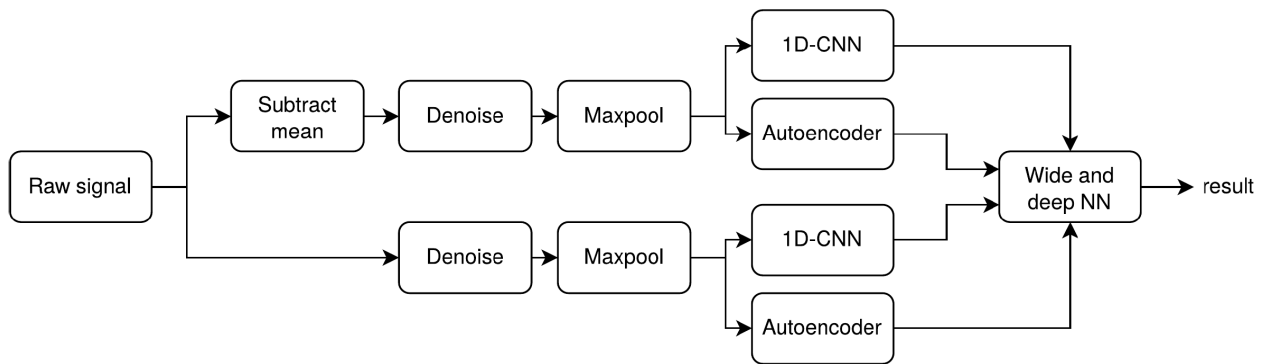 Raw signal
Subtract
mean
Denoise
Maxpool
1D-CNN
Autoencoder
Denoise
Maxpool
1D-CNN
Autoencoder
Wide and
deep NN
result